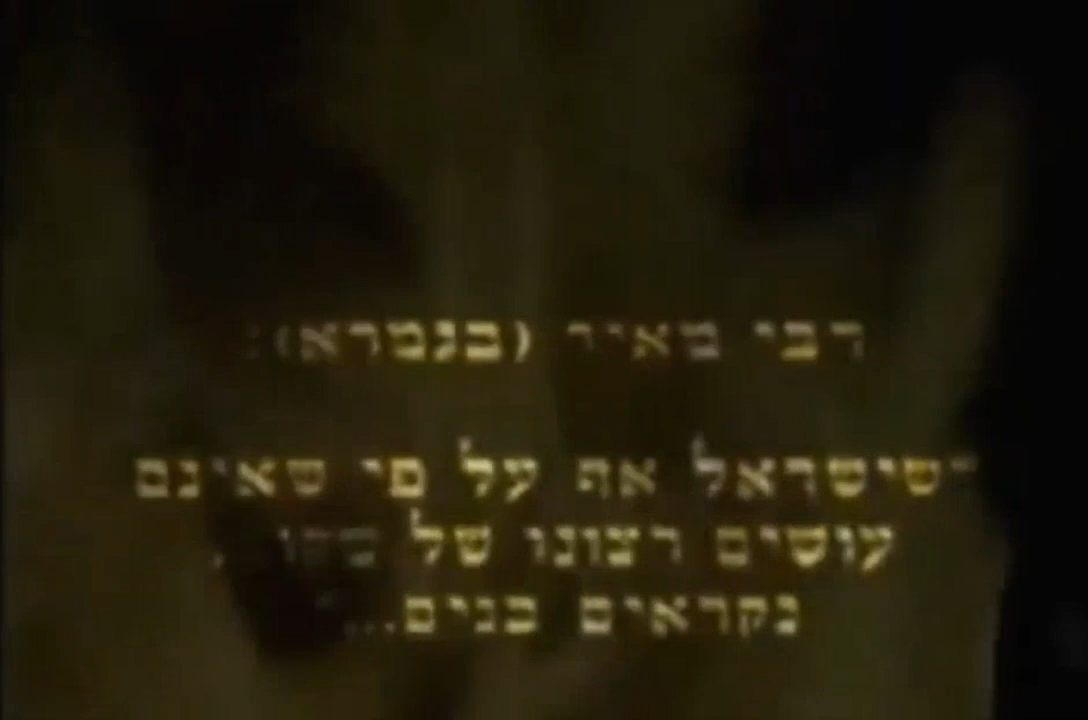 רבי מאיר (בגמרא):
"שישראל אף על פי שאינם
עושים רצונו של
נקראים בנים..."